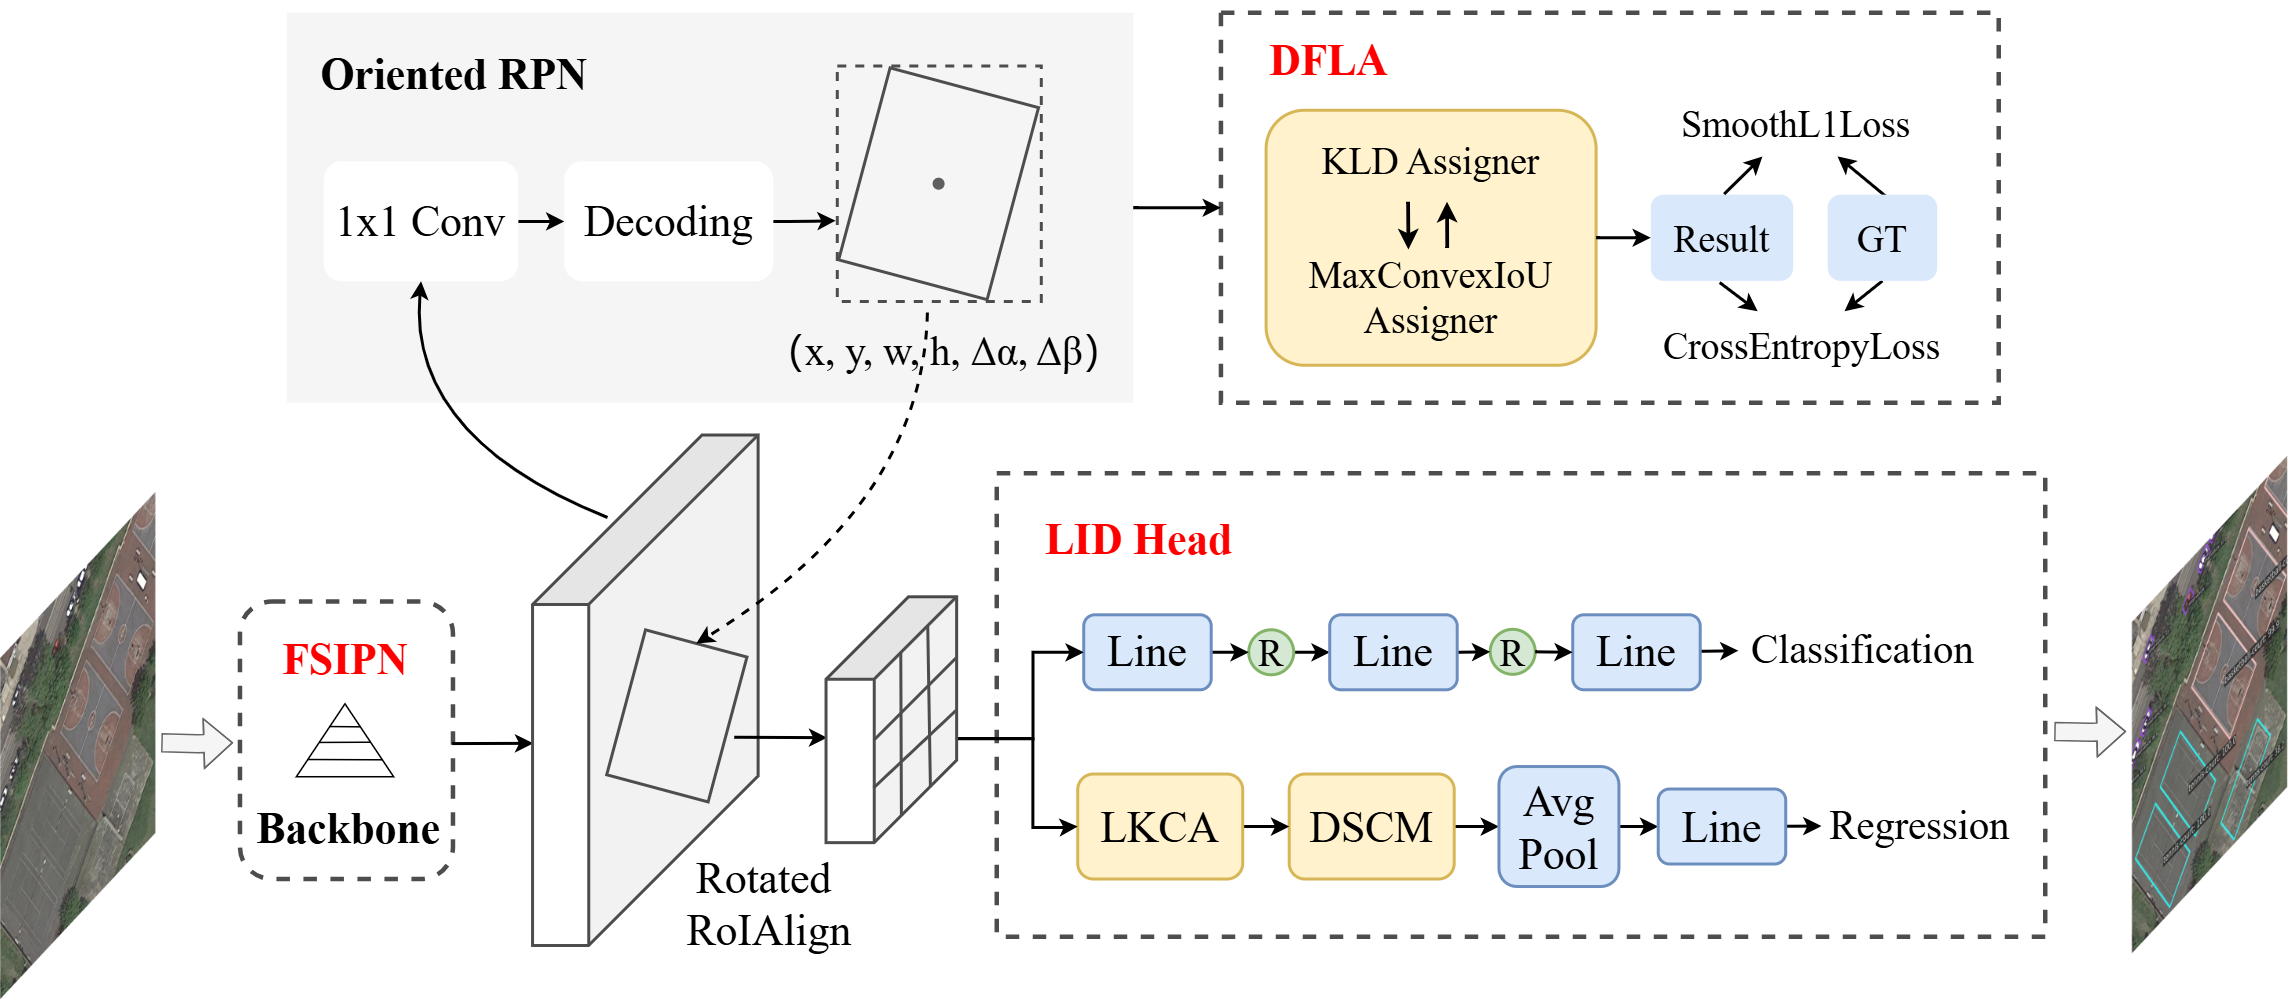 Oriented RPN
1x1 Conv
Decoding
(x, y, w, h, Δα, Δβ)
DFLA
KLD Assigner
MaxConvexIoU
Assigner
SmoothL1Loss
Result
GT
CrossEntropyLoss
FSIPN
Backbone
Rotated
RoIAlign
LID Head
Line
R
Line
R
Line
Classification
LKCA
DSCM
Avg
Pool
Line
Regression